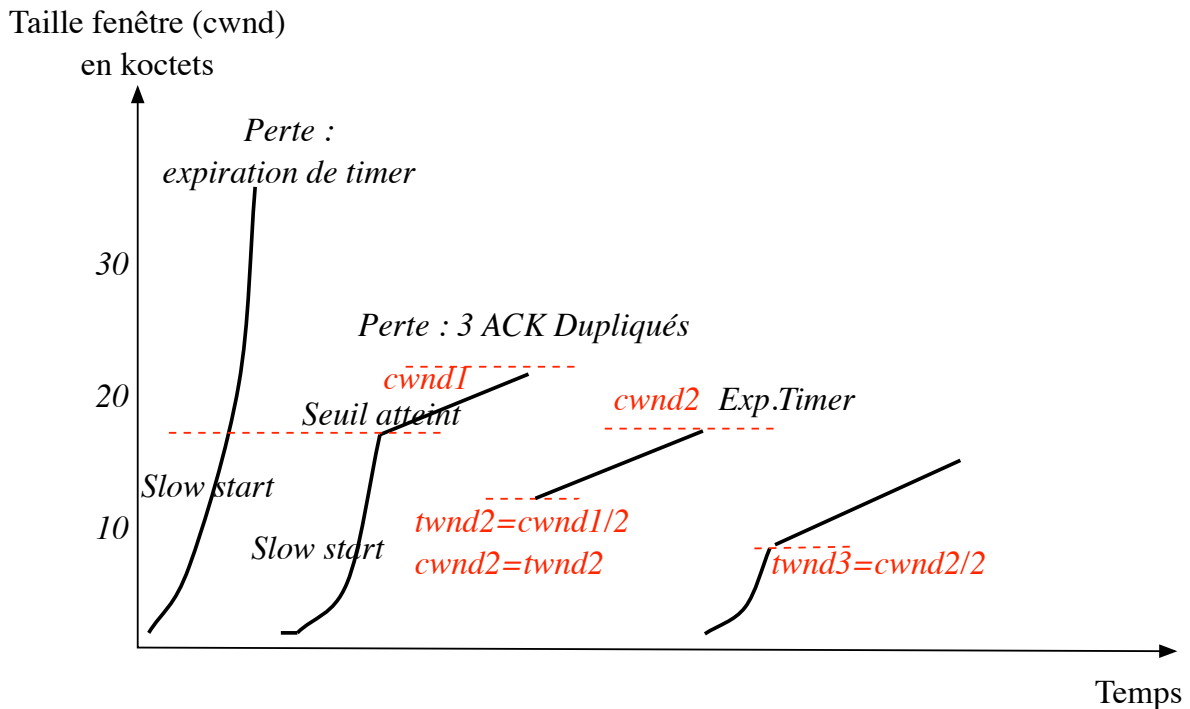 Taille fenêtre (cwnd)
en koctets
Perte :
expiration de timer
30
Perte : 3 ACK Dupliqués
cwnd1
20
cwnd2 Exp.Timer
Seuil atteint
Slow start
10
twnd2=cwnd1/2
Slow start
cwnd2=twnd2
twnd3=cwnd2/2
Temps